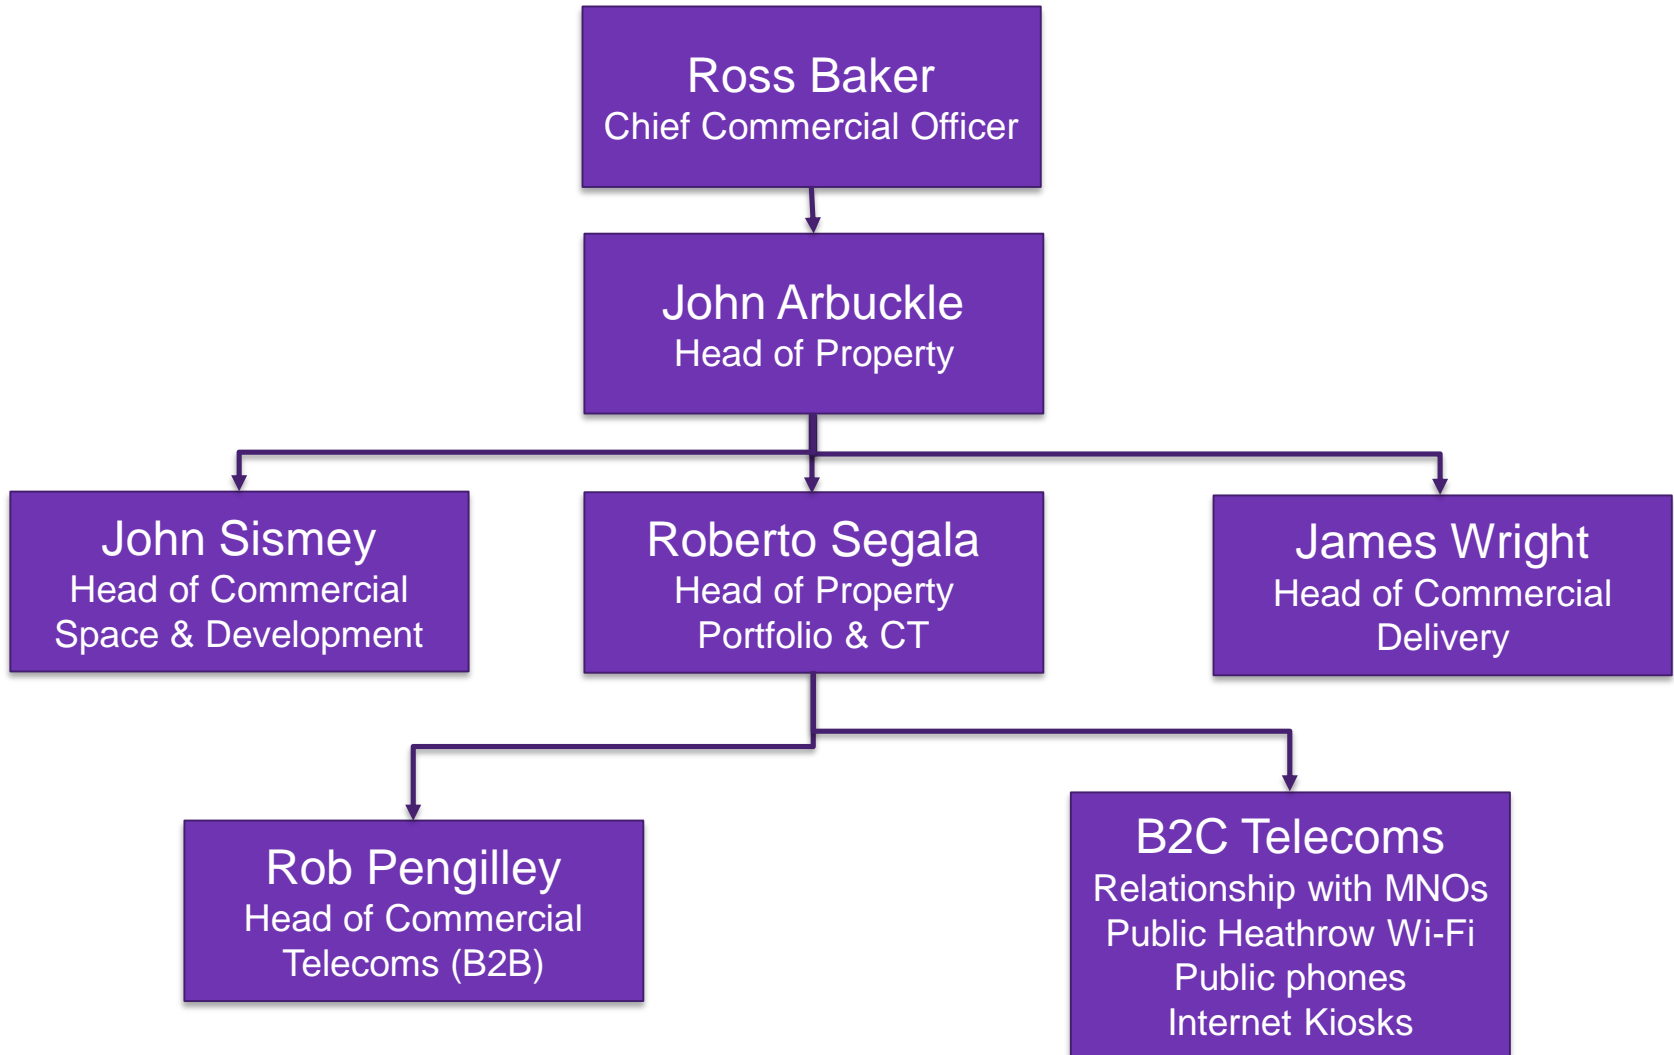 Ross Baker
Chief Commercial Officer
John Arbuckle
Head of Property
John Sismey
Head of Commercial
Space & Development
Roberto Segala
Head of Property
Portfolio & CT
James Wright
Head of Commercial
Delivery
Rob Pengilley
Head of Commercial
Telecoms (B2B)
B2C Telecoms
Relationship with MNOs
Public Heathrow Wi-Fi
Public phones
Internet Kiosks